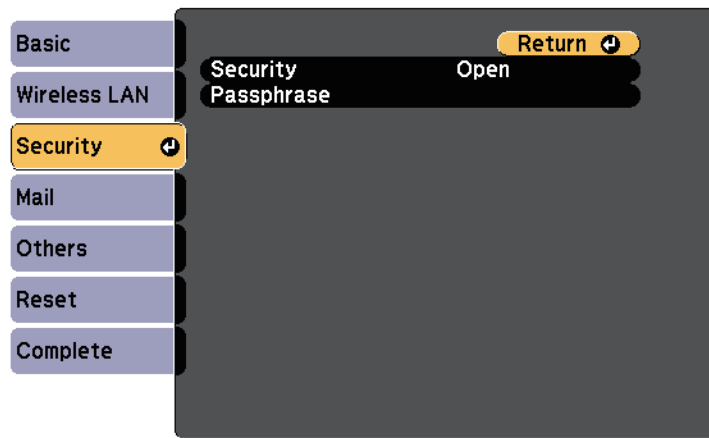 Basic
Wireless LAN
Security
Mail
Others
Reset
Complete
Return
Security Open
Passphrase